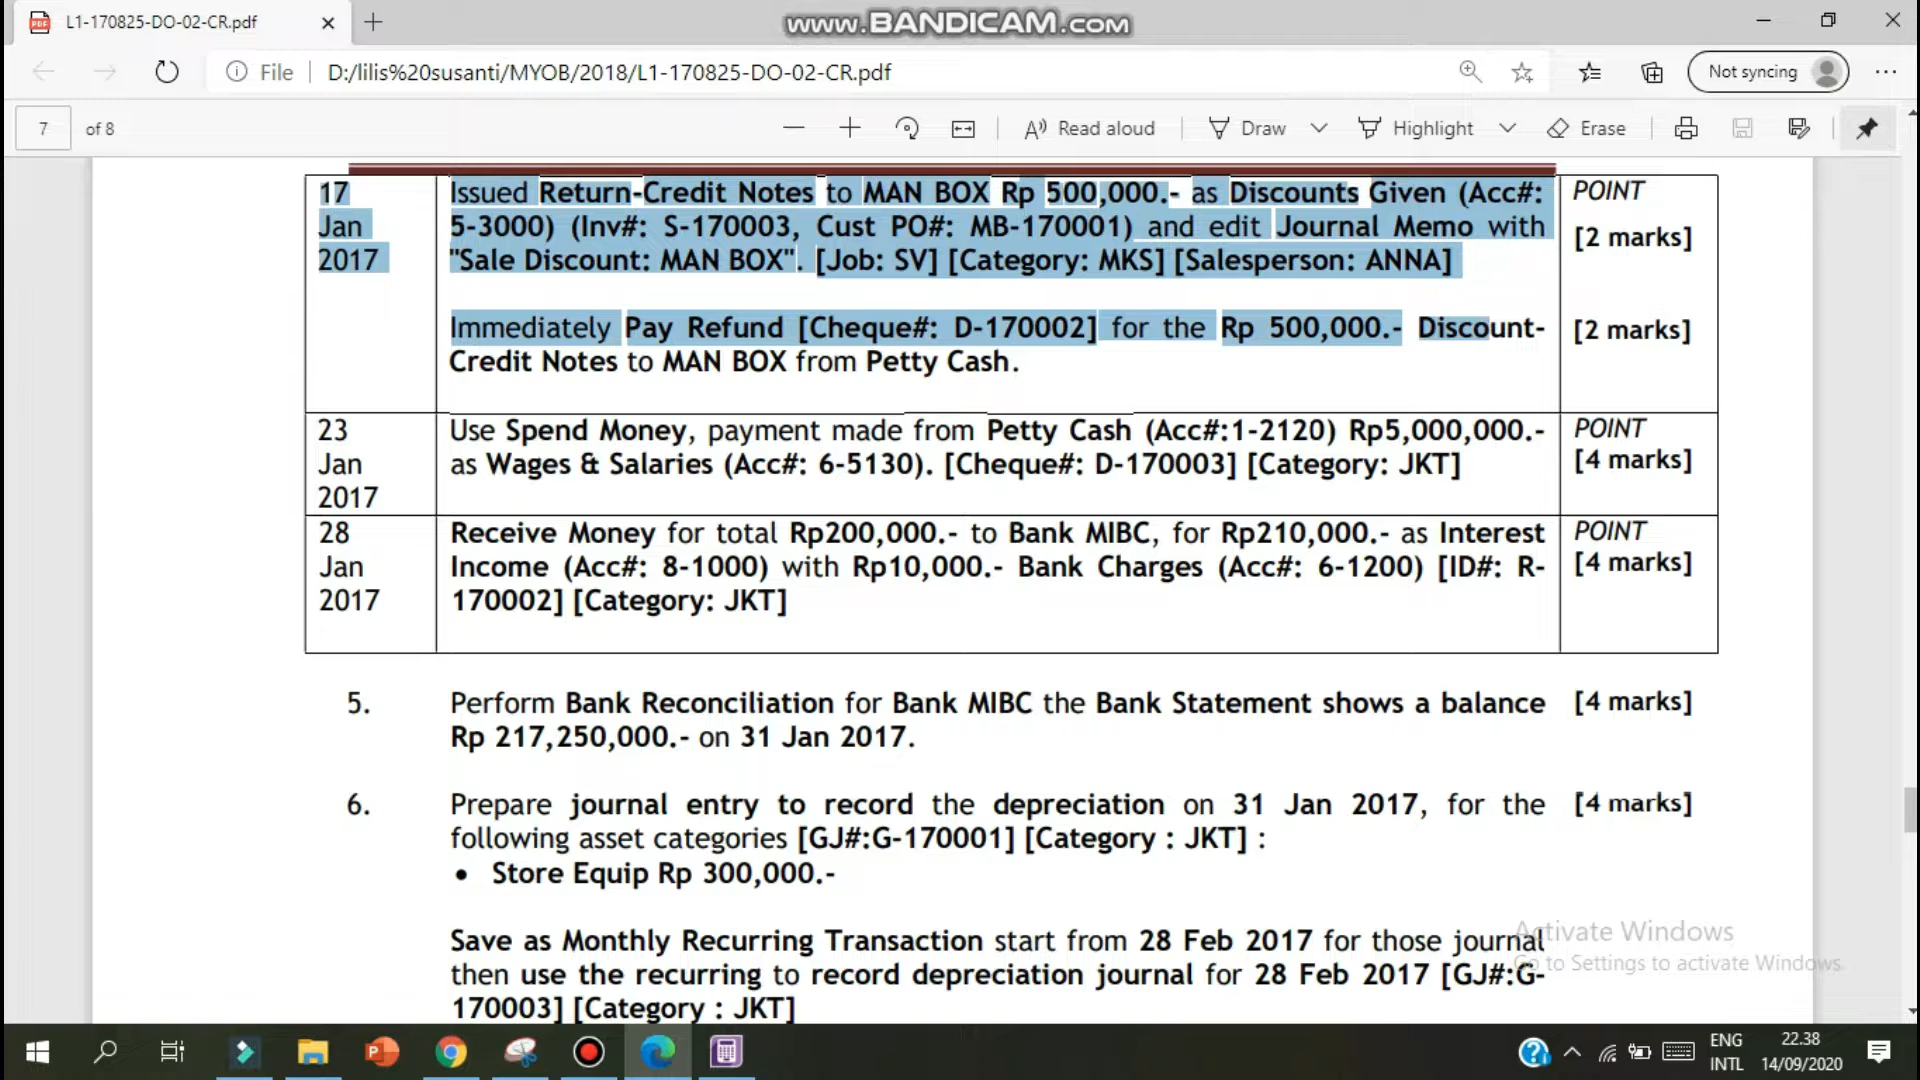 L1-170825-DO-02-CR.pdf
www.BANDICAM.com
File
D:/lilis%20susanti/MYOB/2018/L1-170825-DO-02-CR.pdf
Not syncing
7 of 8
Read aloud
Draw
Highlight
Erase
17 Issued Return-Credit Notes to MAN BOX Rp 500,000.- as Discounts Given (Acc#: POINT
Jan 5-3000) (Inv#: S-170003, Cust PO#: MB-170001) and edit Journal Memo with [2 marks]
2017 "Sale Discount: MAN BOX". [Job: SV] [Category: MKS] [Salesperson: ANNA]
Immediately Pay Refund [Cheque#: D-170002] for the Rp 500,000.- Discount- [2 marks]
Credit Notes to MAN BOX from Petty Cash.
23 Use Spend Money, payment made from Petty Cash (Acc#:1-2120) Rp5,000,000.- POINT
Jan as Wages & Salaries (Acc#: 6-5130). [Cheque#: D-170003] [Category: JKT] [4 marks]
2017
28 Receive Money for total Rp200,000.- to Bank MIBC, for Rp210,000.- as Interest POINT
Jan Income (Acc#: 8-1000) with Rp10,000.- Bank Charges (Acc#: 6-1200) [ID#: R- [4 marks]
2017 170002] [Category: JKT]
5. Perform Bank Reconciliation for Bank MIBC the Bank Statement shows a balance [4 marks]
Rp 217,250,000.- on 31 Jan 2017.
6. Prepare journal entry to record the depreciation on 31 Jan 2017, for the [4 marks]
following asset categories [GJ#:G-170001] [Category : JKT] :
• Store Equip Rp 300,000.-
Save as Monthly Recurring Transaction start from 28 Feb 2017 for those journal
then use the recurring to record depreciation journal for 28 Feb 2017 [GJ#:G-
170003] [Category : JKT]
Activate Windows
Go to Settings to activate Windows.
ENG
INTL
22.38
14/09/2020